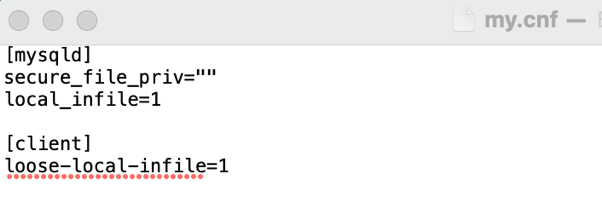 my.cnf —
[mysqld]
secure_file_priv=""
local_infile=1
[client]
loose-local-infile=1